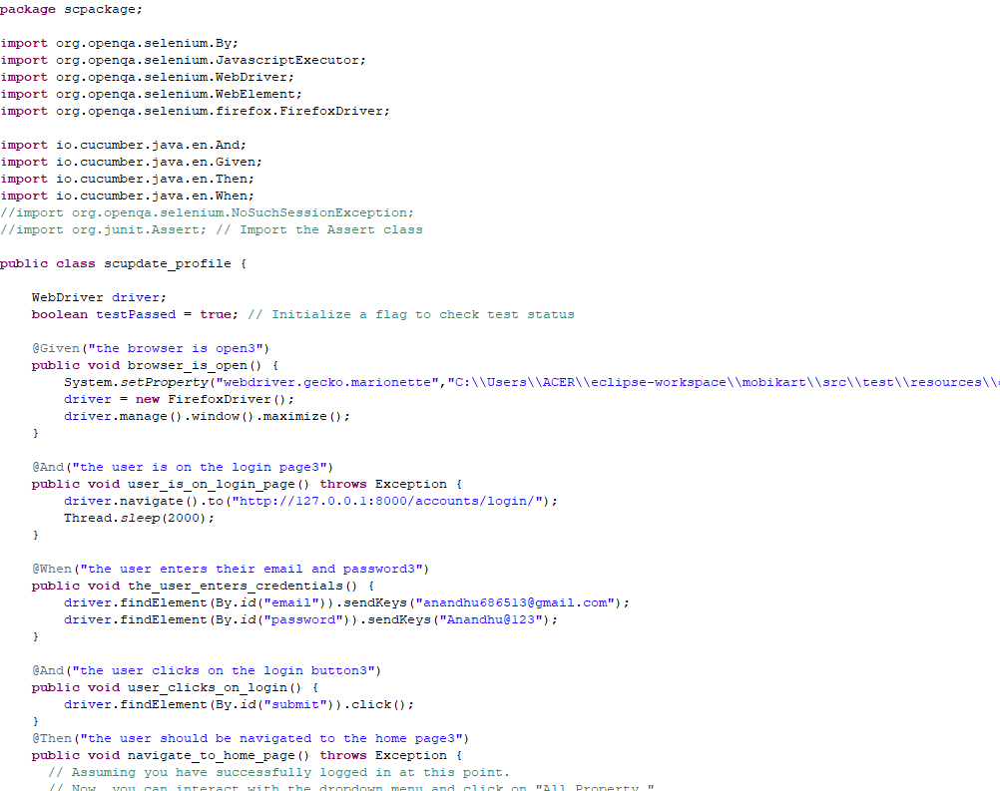 package scpackage;
import org.openqa.selenium.By;
import org.openqa.selenium.JavascriptExecutor;
import org.openqa.selenium.WebDriver;
import org.openqa.selenium.WebElement;
import org.openqa.selenium.firefox.FirefoxDriver;
import io.cucumber.java.en.And;
import io.cucumber.java.en.Given;
import io.cucumber.java.en.Then;
import io.cucumber.java.en.When;
//import org.openqa.selenium.NoSuchSessionException;
//import org.junit.Assert; // Import the Assert class
public class scupdate_profile {
WebDriver driver;
boolean testPassed = true; // Initialize a flag to check test status
@Given("the browser is open3")
public void browser_is_open() {
System.setProperty("webdriver.gecko.marionette","C:\\Users\\ACER\\eclipse-workspace\\mobikart\\src\\test\\resources\\
driver = new FirefoxDriver();
driver.manage().window().maximize();
}
@And("the user is on the login page3")
public void user_is_on_login_page() throws Exception {
driver.navigate().to("http://127.0.0.1:8000/accounts/login/");
Thread.sleep(2000);
}
@When("the user enters their email and password3")
public void the_user_enters_credentials() {
driver.findElement(By.id("email")).sendKeys("anandhu686513@gmail.com");
driver.findElement(By.id("password")).sendKeys("Anandhu@123");
}
@And("the user clicks on the login button3")
public void user_clicks_on_login() {
driver.findElement(By.id("submit")).click();
}
@Then("the user should be navigated to the home page3")
public void navigate_to_home_page() throws Exception {
// Assuming you have successfully logged in at this point.
// Now, you can interact with the dropdown menu and click on "All Property."